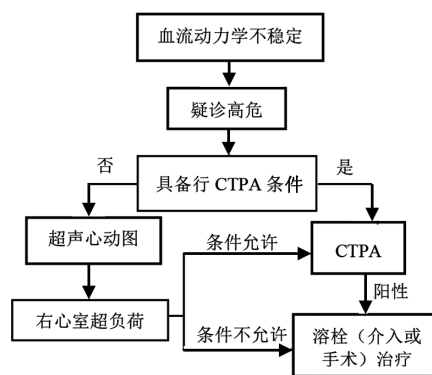 血流动力学不稳定
疑诊高危
否
是
具备行 CTPA 条件
超声心动图
条件允许
CTPA
阳性
右心室超负荷
条件不允许
溶栓（介入或
手术）治疗